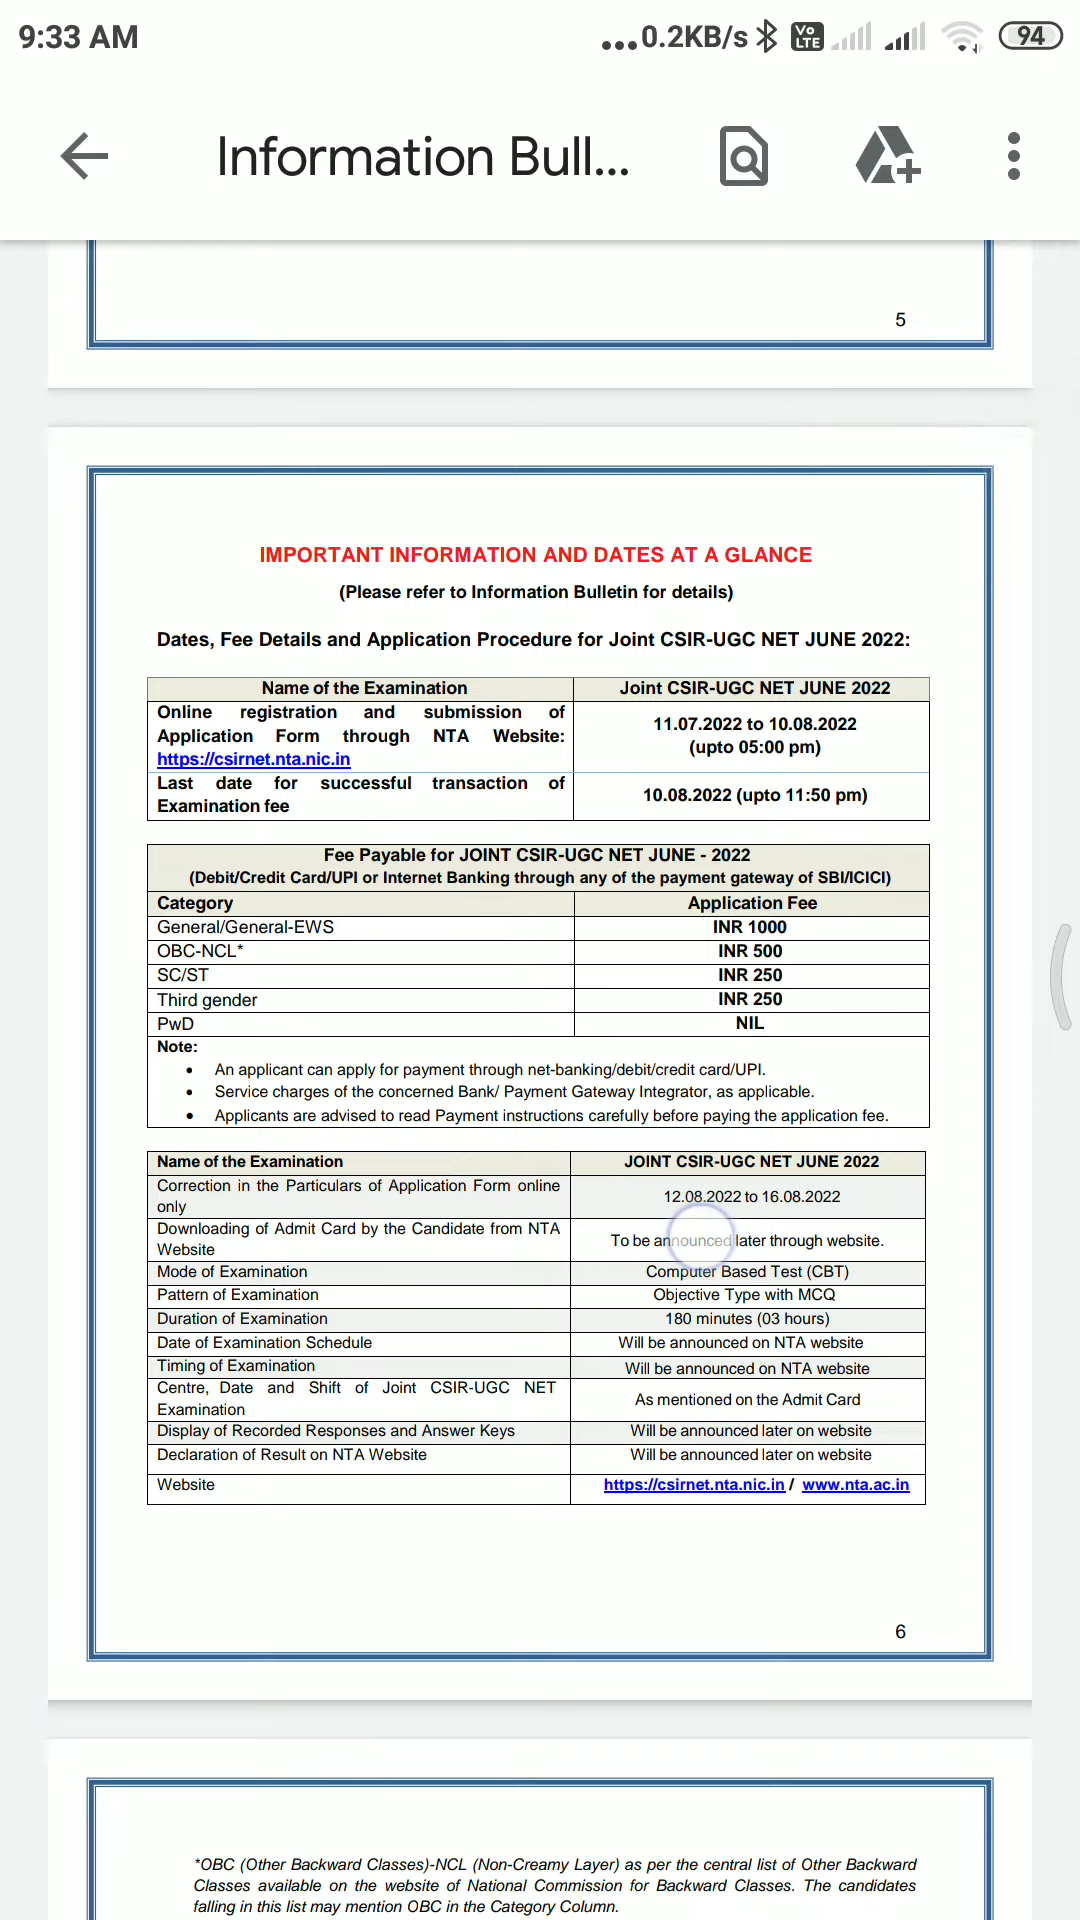 9:33 AM
...0.2KB/s Vo LTE 94
Information Bull...
5
IMPORTANT INFORMATION AND DATES AT A GLANCE
(Please refer to Information Bulletin for details)
Dates, Fee Details and Application Procedure for Joint CSIR-UGC NET JUNE 2022:
Name of the Examination Joint CSIR-UGC NET JUNE 2022
Online registration and submission of
Application Form through NTA Website:
https://csirnet.nta.nic.in
11.07.2022 to 10.08.2022
(upto 05:00 pm)
Last date for successful transaction of
Examination fee
10.08.2022 (upto 11:50 pm)
Fee Payable for JOINT CSIR-UGC NET JUNE - 2022
(Debit/Credit Card/UPI or Internet Banking through any of the payment gateway of SBI/ICICI)
Category Application Fee
General/General-EWS INR 1000
OBC-NCL* INR 500
SC/ST INR 250
Third gender INR 250
PwD NIL
Note:
• An applicant can apply for payment through net-banking/debit/credit card/UPI.
• Service charges of the concerned Bank/ Payment Gateway Integrator, as applicable.
• Applicants are advised to read Payment instructions carefully before paying the application fee.
Name of the Examination JOINT CSIR-UGC NET JUNE 2022
Correction in the Particulars of Application Form online
only
12.08.2022 to 16.08.2022
Downloading of Admit Card by the Candidate from NTA
Website
To be announced later through website.
Mode of Examination Computer Based Test (CBT)
Pattern of Examination Objective Type with MCQ
Duration of Examination 180 minutes (03 hours)
Date of Examination Schedule Will be announced on NTA website
Timing of Examination Will be announced on NTA website
Centre, Date and Shift of Joint CSIR-UGC NET
Examination
As mentioned on the Admit Card
Display of Recorded Responses and Answer Keys Will be announced later on website
Declaration of Result on NTA Website Will be announced later on website
Website https://csirnet.nta.nic.in / www.nta.ac.in
6
*OBC (Other Backward Classes)-NCL (Non-Creamy Layer) as per the central list of Other Backward
Classes available on the website of National Commission for Backward Classes. The candidates
falling in this list may mention OBC in the Category Column.